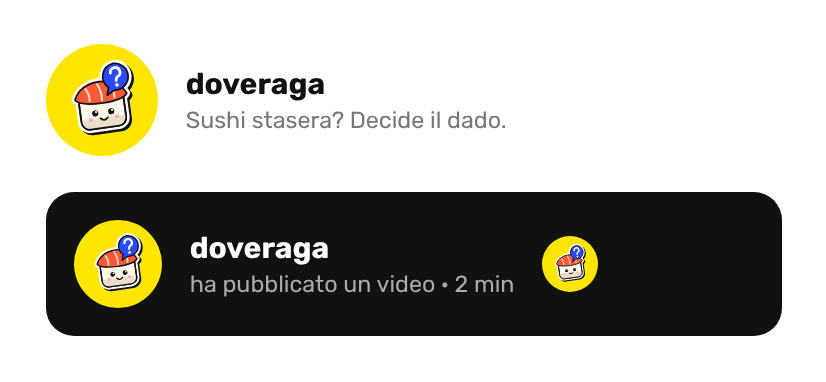 ?
doveraga
Sushi stasera? Decide il dado.
?
doveraga
ha pubblicato un video • 2 min
?